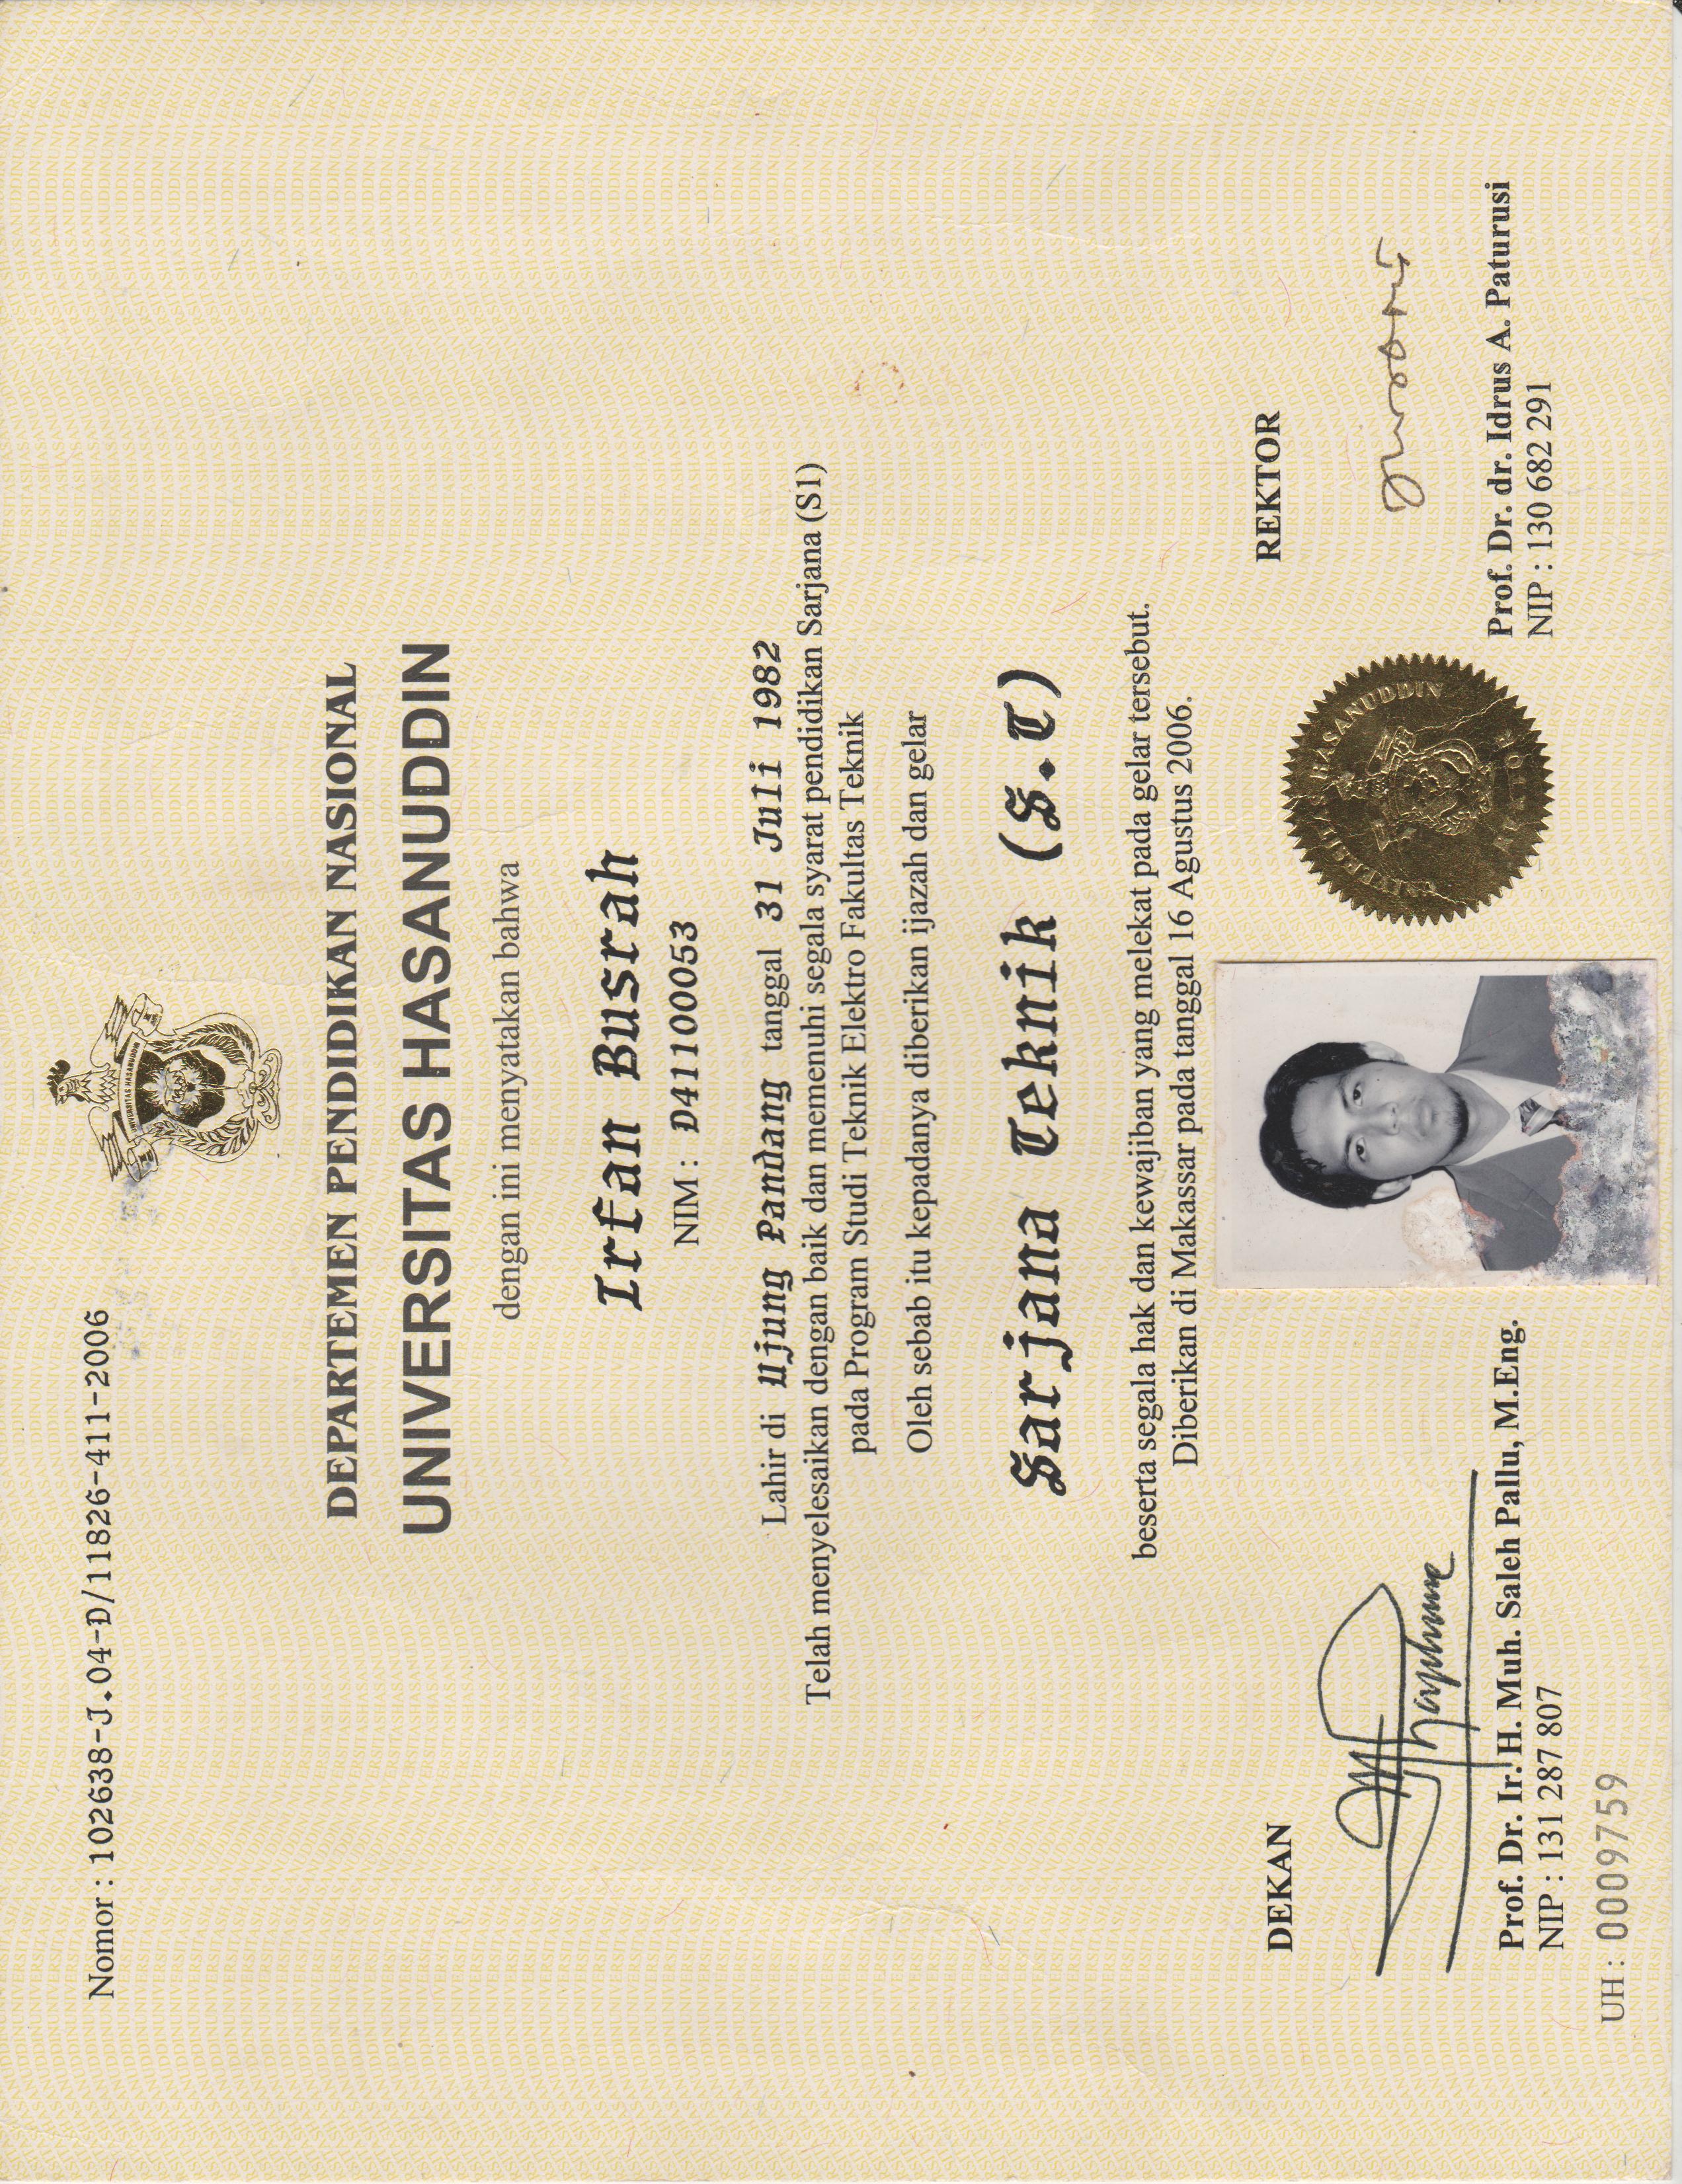 Nomor : 102638-J.04-D/11826-411-2006
UNIVERSITAS HASANUDDIN
DEPARTEMEN PENDIDIKAN NASIONAL
UNIVERSITAS HASANUDDIN
dengan ini menyatakan bahwa
Irfan Busrah
NIM : D41100053
Lahir di Ujung Pandang tanggal 31 Juli 1982
Telah menyelesaikan dengan baik dan memenuhi segala syarat pendidikan Sarjana (S1)
pada Program Studi Teknik Elektro Fakultas Teknik
Oleh sebab itu kepadanya diberikan ijazah dan gelar
Sarjana Teknik (S.T)
beserta segala hak dan kewajiban yang melekat pada gelar tersebut.
Diberikan di Makassar pada tanggal 16 Agustus 2006.
DEKAN
Prof. Dr. Ir. H. Muh. Saleh Pallu, M.Eng.
NIP : 131 287 807
UNIVERSITAS HASANUDDIN
REKTOR
REKTOR
Prof. Dr. dr. Idrus A. Paturusi
NIP : 130 682 291
UH : 0009759